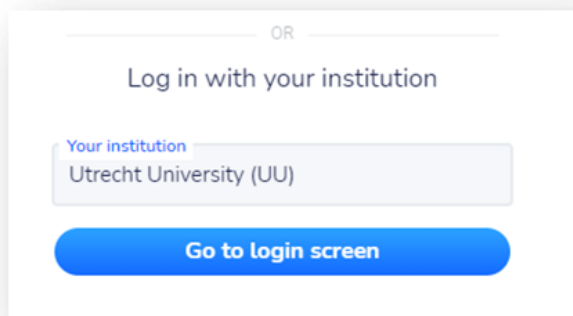 OR
Log in with your institution
Your institution
Utrecht University (UU)
Go to login screen